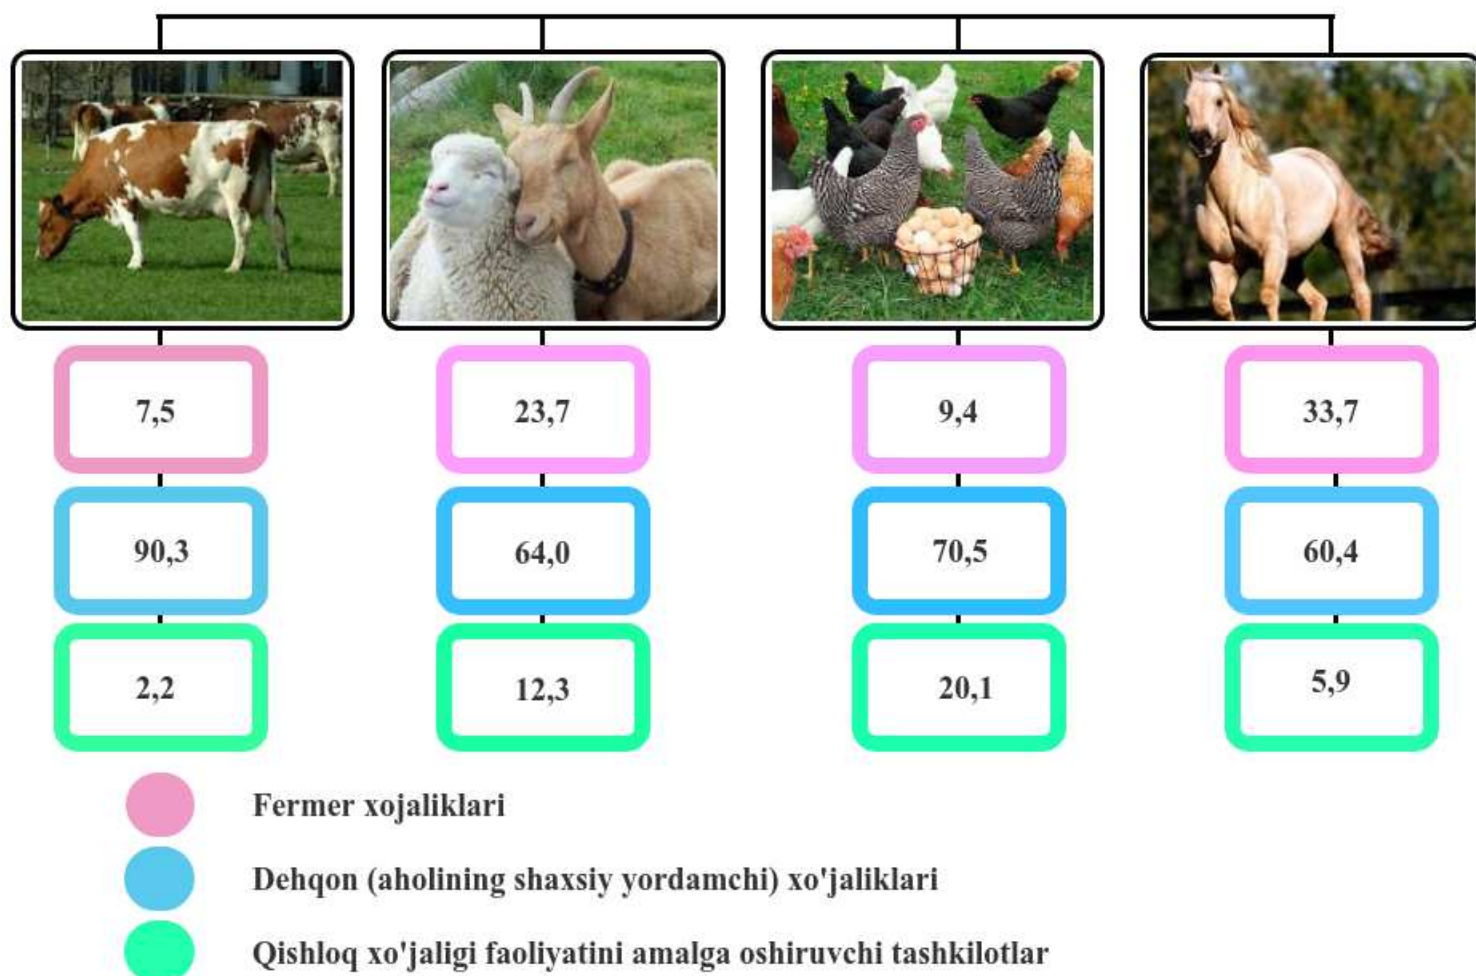 7,5 23,7 9,4 33,7
90,3 64,0 70,5 60,4
2,2 12,3 20,1 5,9
Fermer xojaliklari
Dehqon (aholining shaxsiy yordamchi) xo'jaliklari
Qishloq xo'jaligi faoliyatini amalga oshiruvchi tashkilotlar